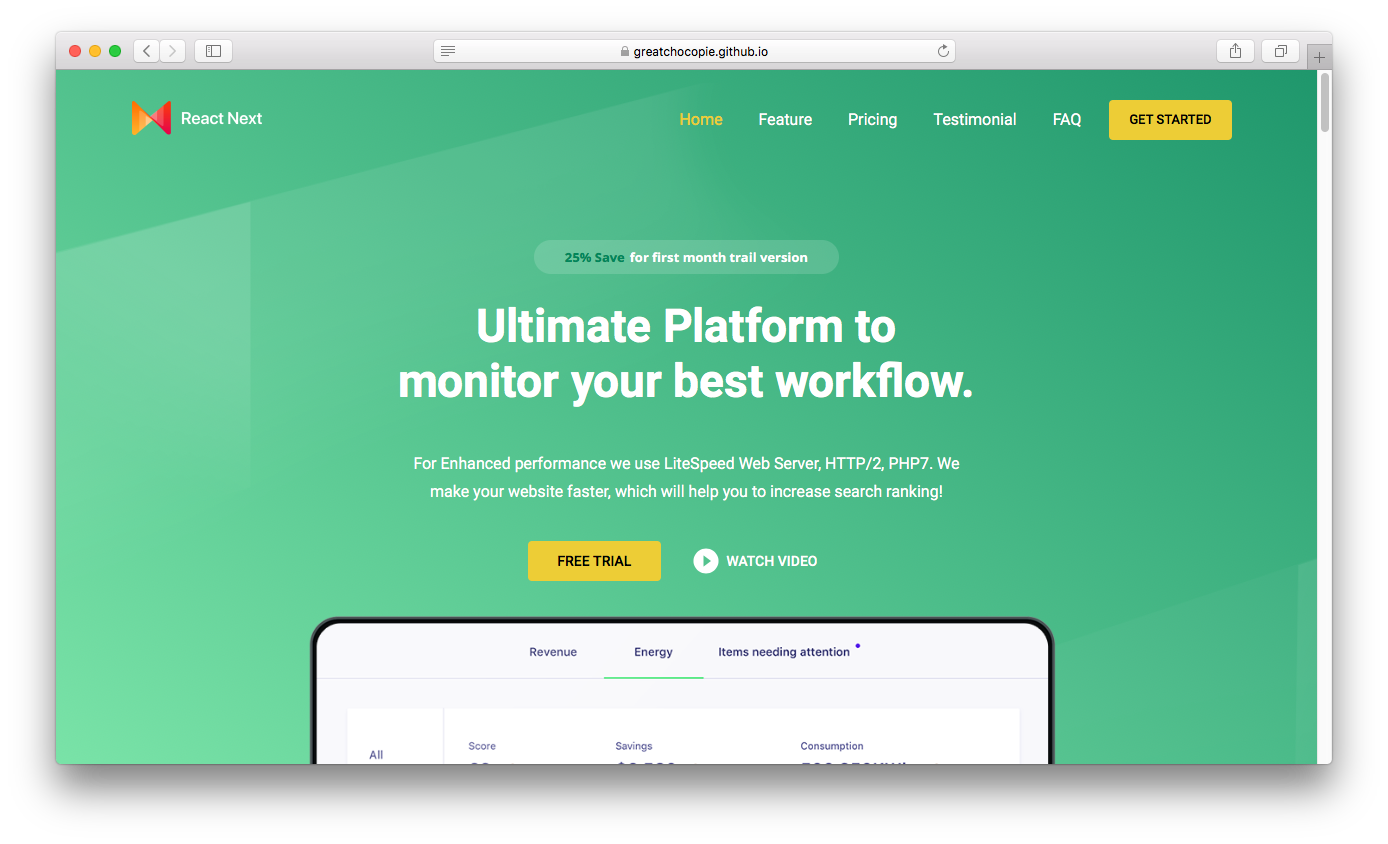 greatchocopie.github.io
React Next
Home Feature Pricing Testimonial FAQ GET STARTED
25% Save for first month trail version
Ultimate Platform to
monitor your best workflow.
For Enhanced performance we use LiteSpeed Web Server, HTTP/2, PHP7. We
make your website faster, which will help you to increase search ranking!
FREE TRIAL WATCH VIDEO
Revenue Energy Items needing attention
Score Savings Consumption
All